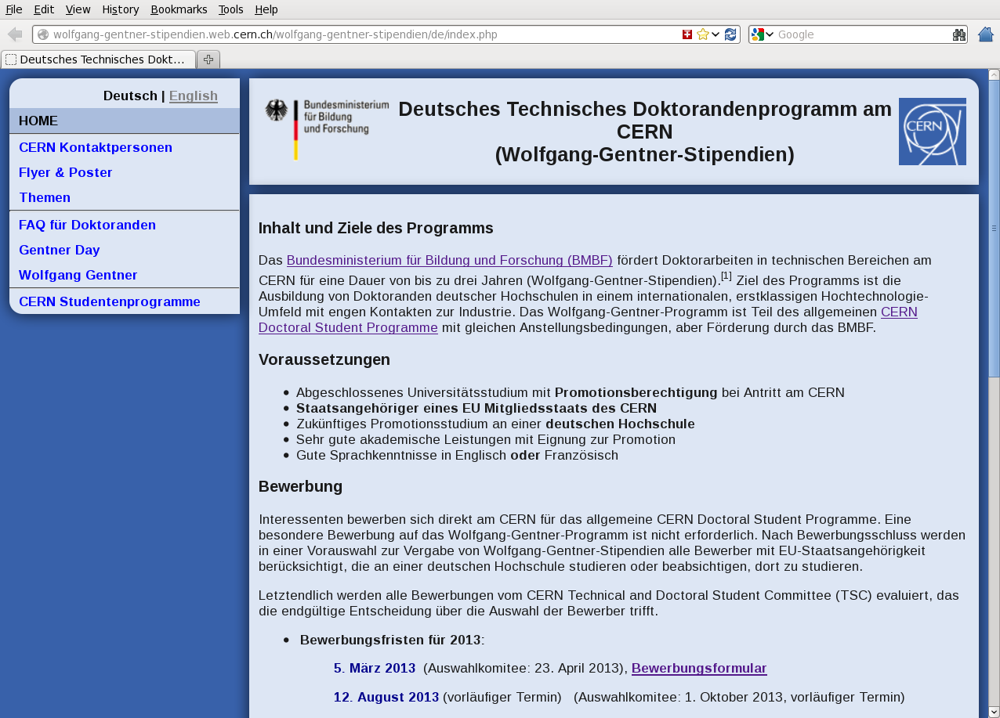 File Edit View History Bookmarks Tools Help
wolfgang-gentner-stipendien.web.cern.ch/wolfgang-gentner-stipendien/de/index.php
Google
Deutsches Technisches Dokt...
Deutsch | English
HOME
CERN Kontaktpersonen
Flyer & Poster
Themen
FAQ für Doktoranden
Gentner Day
Wolfgang Gentner
CERN Studentenprogramme
Bundesministerium
für Bildung
und Forschung
Deutsches Technisches Doktorandenprogramm am
CERN
(Wolfgang-Gentner-Stipendien)
CERN
Inhalt und Ziele des Programms
Das Bundesministerium für Bildung und Forschung (BMBF) fördert Doktorarbeiten in technischen Bereichen am
CERN für eine Dauer von bis zu drei Jahren (Wolfgang-Gentner-Stipendien).[1] Ziel des Programms ist die
Ausbildung von Doktoranden deutscher Hochschulen in einem internationalen, erstklassigen Hochtechnologie-
Umfeld mit engen Kontakten zur Industrie. Das Wolfgang-Gentner-Programm ist Teil des allgemeinen CERN
Doctoral Student Programme mit gleichen Anstellungsbedingungen, aber Förderung durch das BMBF.
Voraussetzungen
• Abgeschlossenes Universitätsstudium mit Promotionsberechtigung bei Antritt am CERN
• Staatsangehöriger eines EU Mitgliedsstaats des CERN
• Zukünftiges Promotionsstudium an einer deutschen Hochschule
• Sehr gute akademische Leistungen mit Eignung zur Promotion
• Gute Sprachkenntnisse in Englisch oder Französisch
Bewerbung
Interessenten bewerben sich direkt am CERN für das allgemeine CERN Doctoral Student Programme. Eine
besondere Bewerbung auf das Wolfgang-Gentner-Programm ist nicht erforderlich. Nach Bewerbungsschluss werden
in einer Vorauswahl zur Vergabe von Wolfgang-Gentner-Stipendien alle Bewerber mit EU-Staatsangehörigkeit
berücksichtigt, die an einer deutschen Hochschule studieren oder beabsichtigen, dort zu studieren.
Letztendlich werden alle Bewerbungen vom CERN Technical and Doctoral Student Committee (TSC) evaluiert, das
die endgültige Entscheidung über die Auswahl der Bewerber trifft.
• Bewerbungsfristen für 2013:
5. März 2013 (Auswahlkomitee: 23. April 2013), Bewerbungsformular
12. August 2013 (vorläufiger Termin) (Auswahlkomitee: 1. Oktober 2013, vorläufiger Termin)